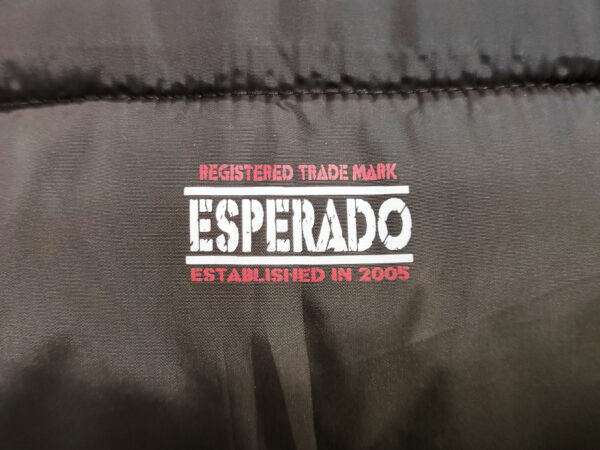 REGISTERED TRADE MARK
ESPERADO
ESTABLISHED IN 2005